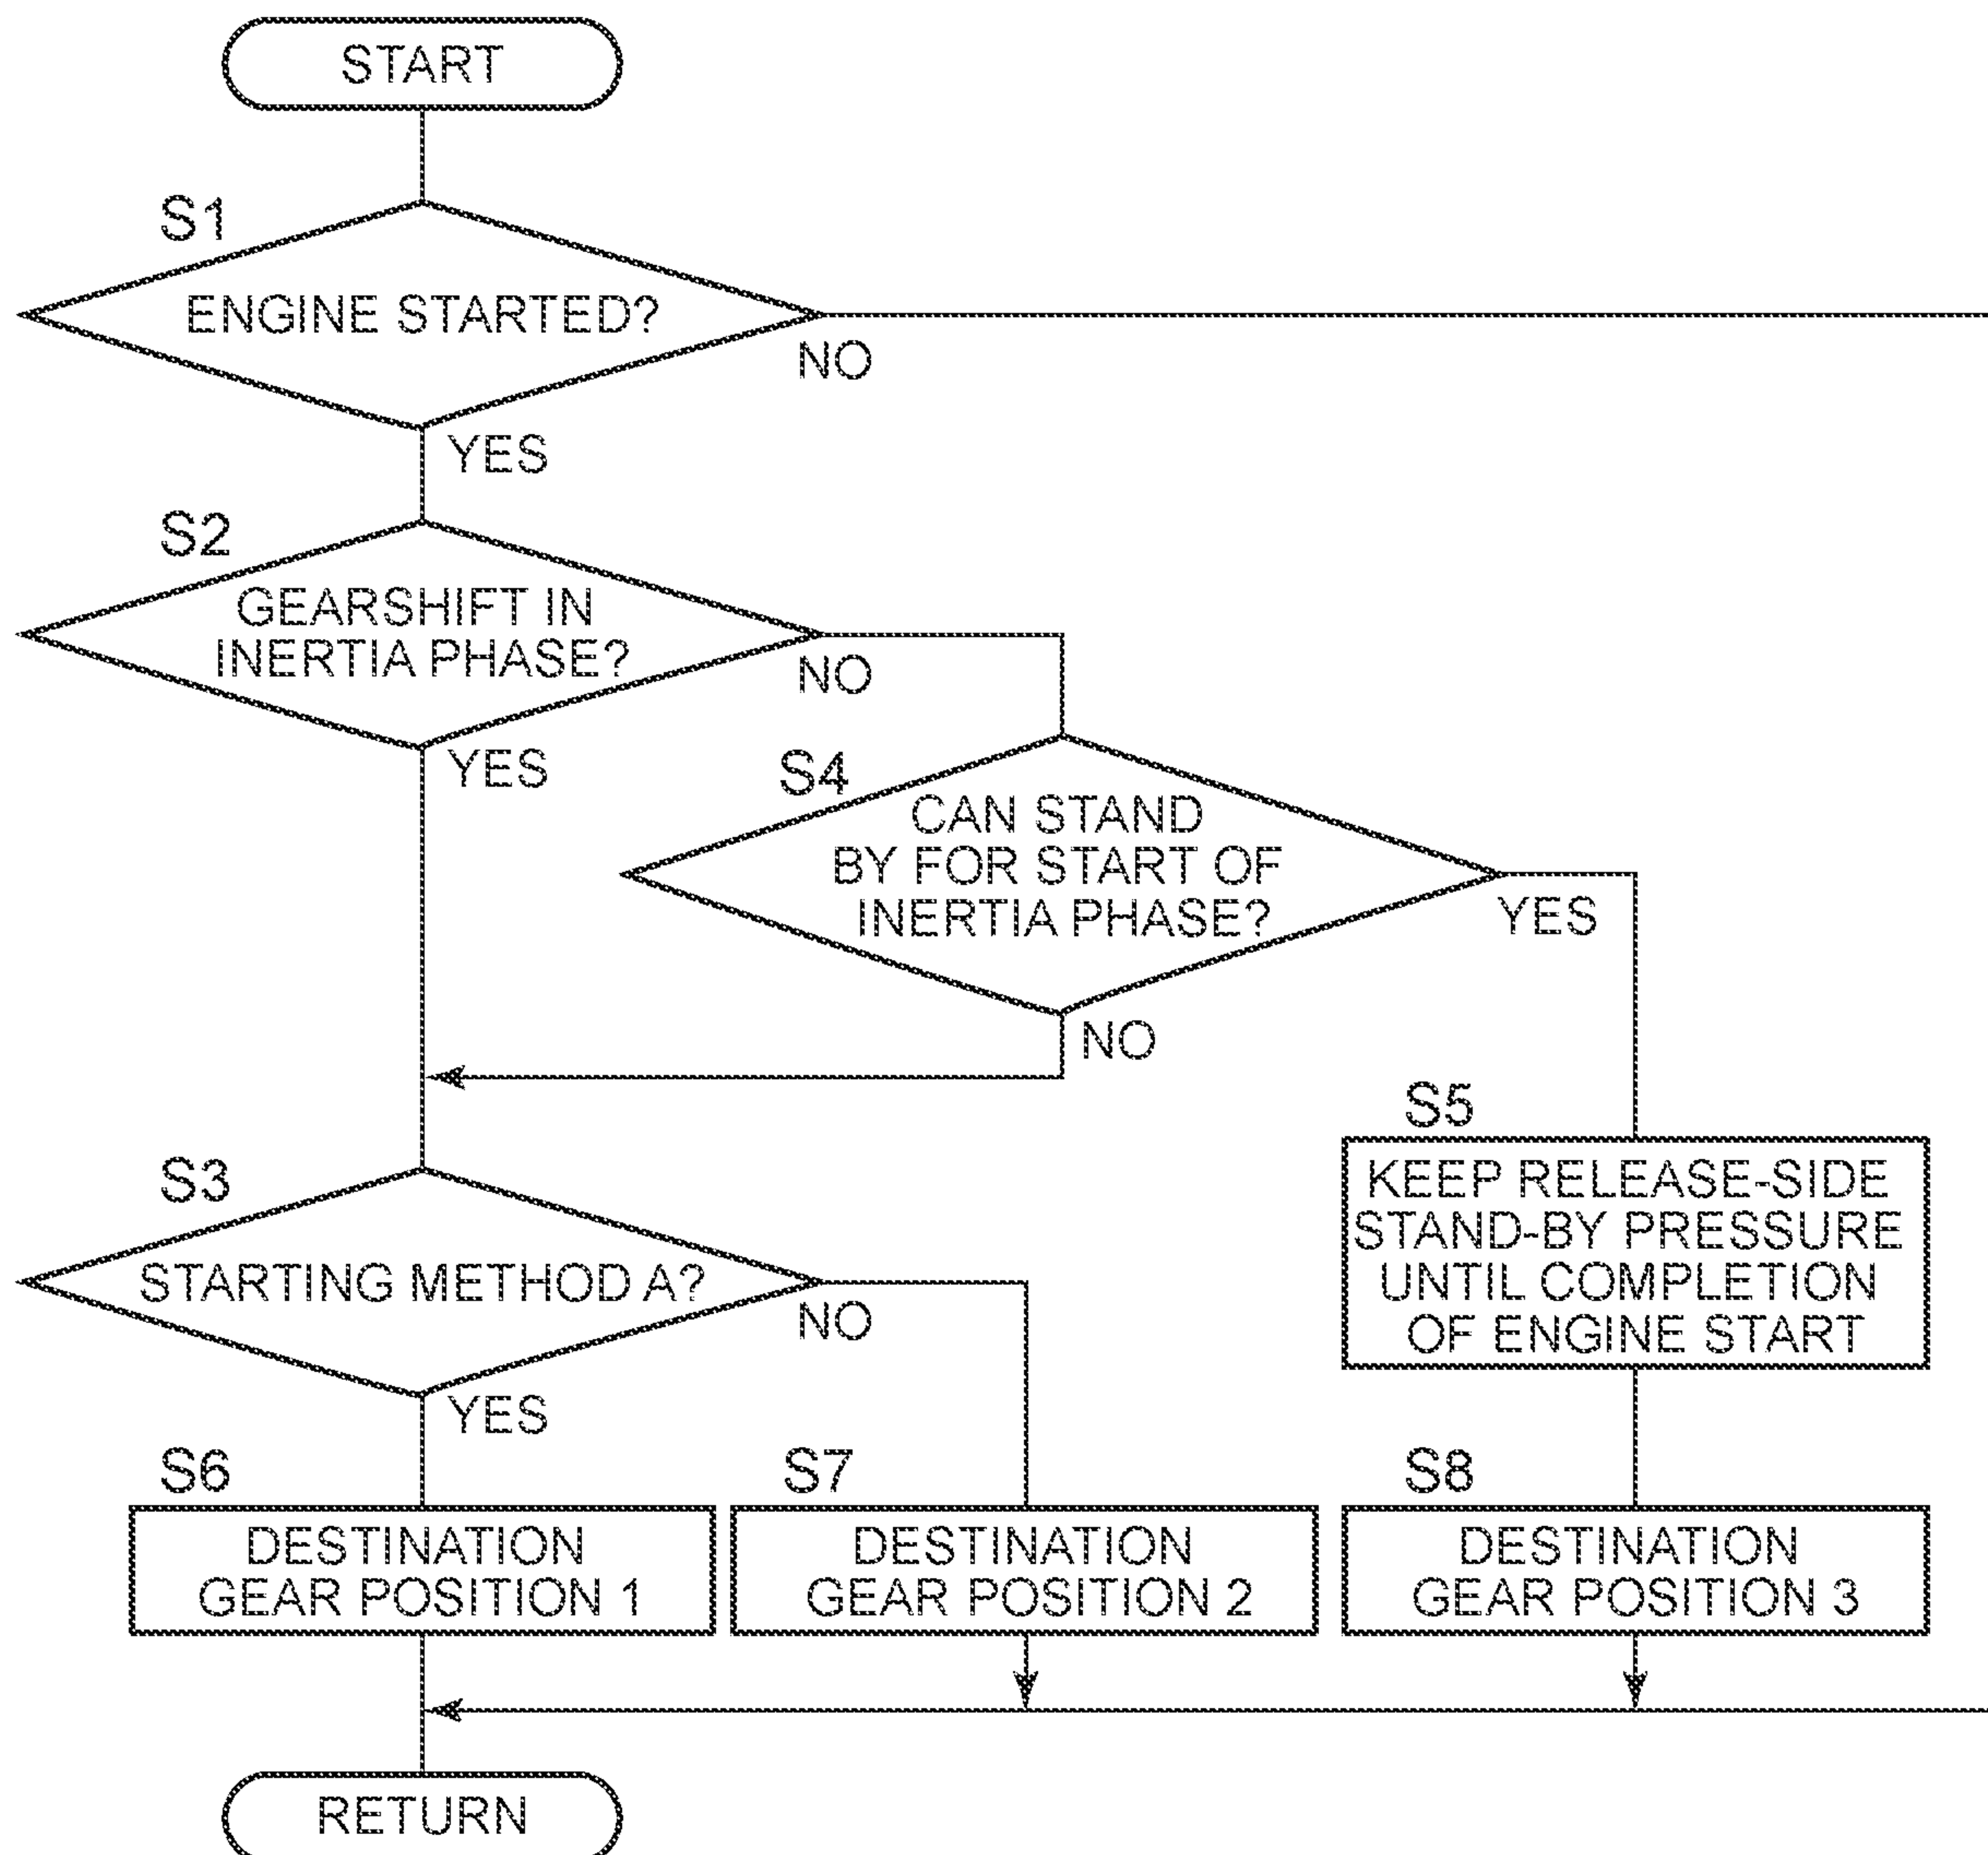 START
S1
ENGINE STARTED?
NO
YES
S2
GEARSHIFT IN
INERTIA PHASE?
NO
YES
S4
CAN STAND
BY FOR START OF
INERTIA PHASE?
YES
NO
S5
KEEP RELEASE-SIDE
STAND-BY PRESSURE
UNTIL COMPLETION
OF ENGINE START
S3
STARTING METHOD A?
NO
YES
S6
DESTINATION
GEAR POSITION 1
S7
DESTINATION
GEAR POSITION 2
S8
DESTINATION
GEAR POSITION 3
RETURN